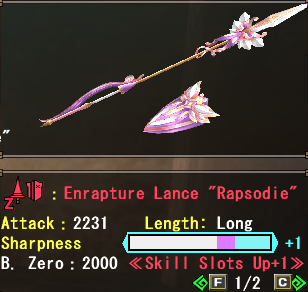 "
Z : Enrapture Lance "Rapsodie"
Attack : 2231 Length: Long
Sharpness +1
B. Zero : 2000 ≪Skill Slots Up+1≫
F 1/2 C